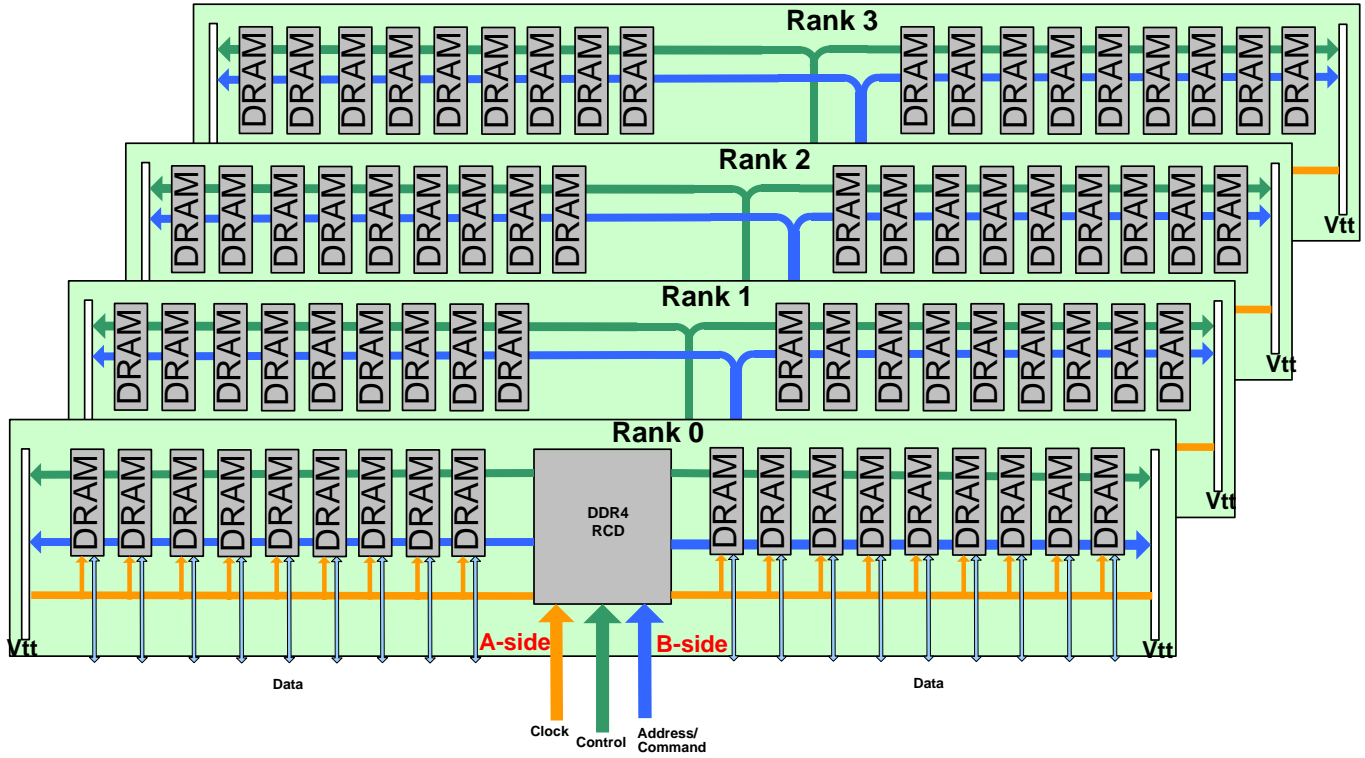 Rank 3
DRAM DRAM DRAM DRAM DRAM DRAM DRAM DRAM DRAM DRAM DRAM DRAM DRAM DRAM DRAM DRAM DRAM DRAM
Vtt
Rank 2
DRAM DRAM DRAM DRAM DRAM DRAM DRAM DRAM DRAM DRAM DRAM DRAM DRAM DRAM DRAM DRAM DRAM DRAM
Vtt
Rank 1
DRAM DRAM DRAM DRAM DRAM DRAM DRAM DRAM DRAM DRAM DRAM DRAM DRAM DRAM DRAM DRAM DRAM DRAM
Vtt
Rank 0
DRAM DRAM DRAM DRAM DRAM DRAM DRAM DRAM DRAM DRAM DRAM DRAM DRAM DRAM DRAM DRAM DRAM DRAM
DDR4
RCD
Vtt
A-side
B-side
Vtt
Data
Data
Clock
Control
Address/
Command